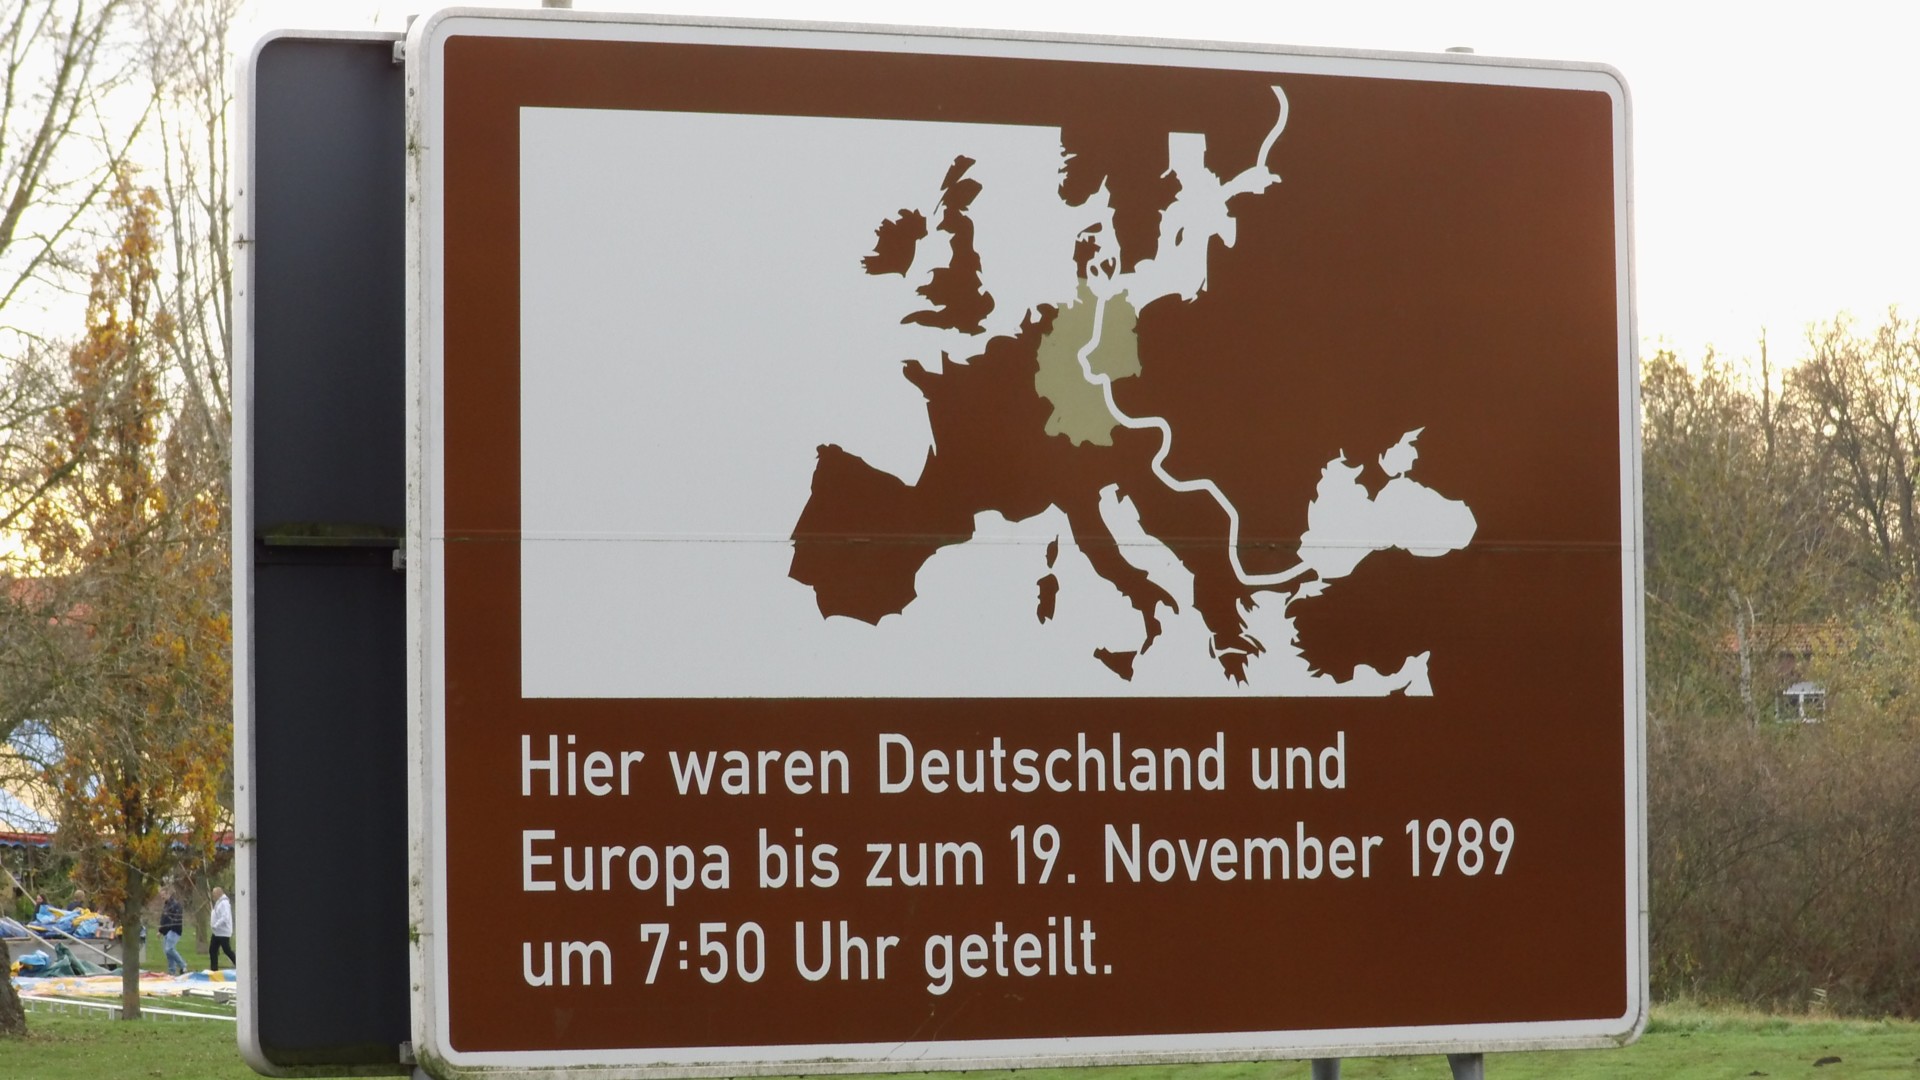 Hier waren Deutschland und
Europa bis zum 19. November 1989
um 7:50 Uhr geteilt.